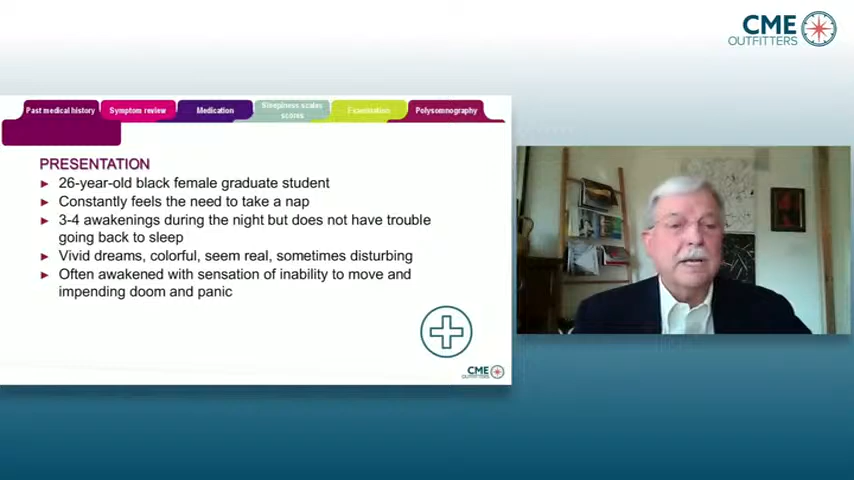 CME
OUTFITTERS
Past medical history
Symptom review
Medication
Sleepiness scales
scores
Examination
Polysomnography
PRESENTATION
► 26-year-old black female graduate student
► Constantly feels the need to take a nap
► 3-4 awakenings during the night but does not have trouble
going back to sleep
► Vivid dreams, colorful, seem real, sometimes disturbing
► Often awakened with sensation of inability to move and
impending doom and panic
CME
OUTFITTERS